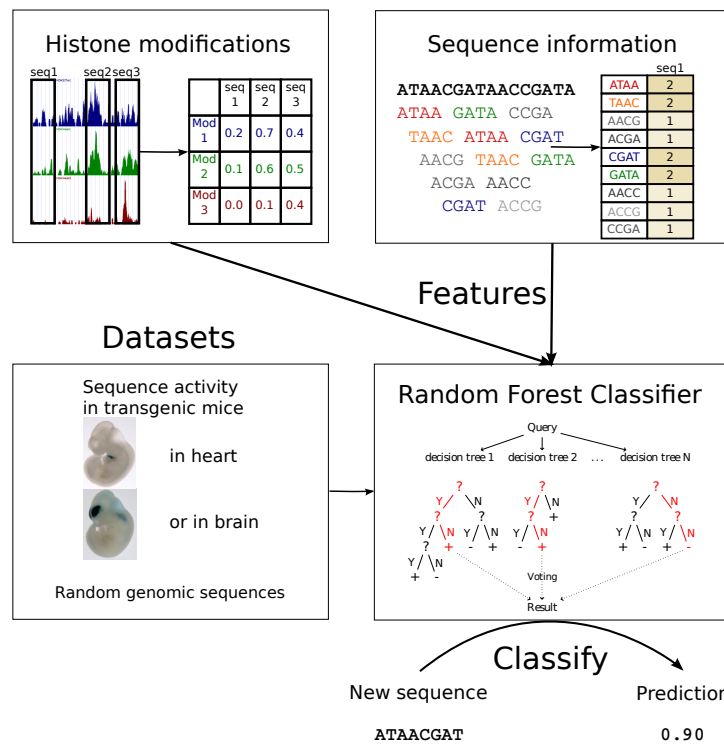 Histone modifications
seq1 seq2 seq3
seq 1 seq 2 seq 3
Mod 1 0.2 0.7 0.4
Mod 2 0.1 0.6 0.5
Mod 3 0.0 0.1 0.4
Sequence information
seq1
ATAACGATAACCGATA
ATAA GATA CCGA
TAAC ATAA CGAT
AACG TAAC GATA
ACGA AACC
CGAT ACCG
ATAA 2
TAAC 2
AACG 1
ACGA 1
CGAT 2
GATA 2
AACC 1
ACCG 1
CCGA 1
Features
Datasets
Sequence activity
in transgenic mice
in heart
or in brain
Random genomic sequences
Random Forest Classifier
Query
decision tree 1 decision tree 2 ... decision tree N
? ? ?
Y N Y N Y N
? ? ? + ? ?
Y N Y N Y N Y N Y N
? + - + - + + - + -
Y N
+ -
Voting
Result
Classify
New sequence Prediction
ATAACGAT 0.90